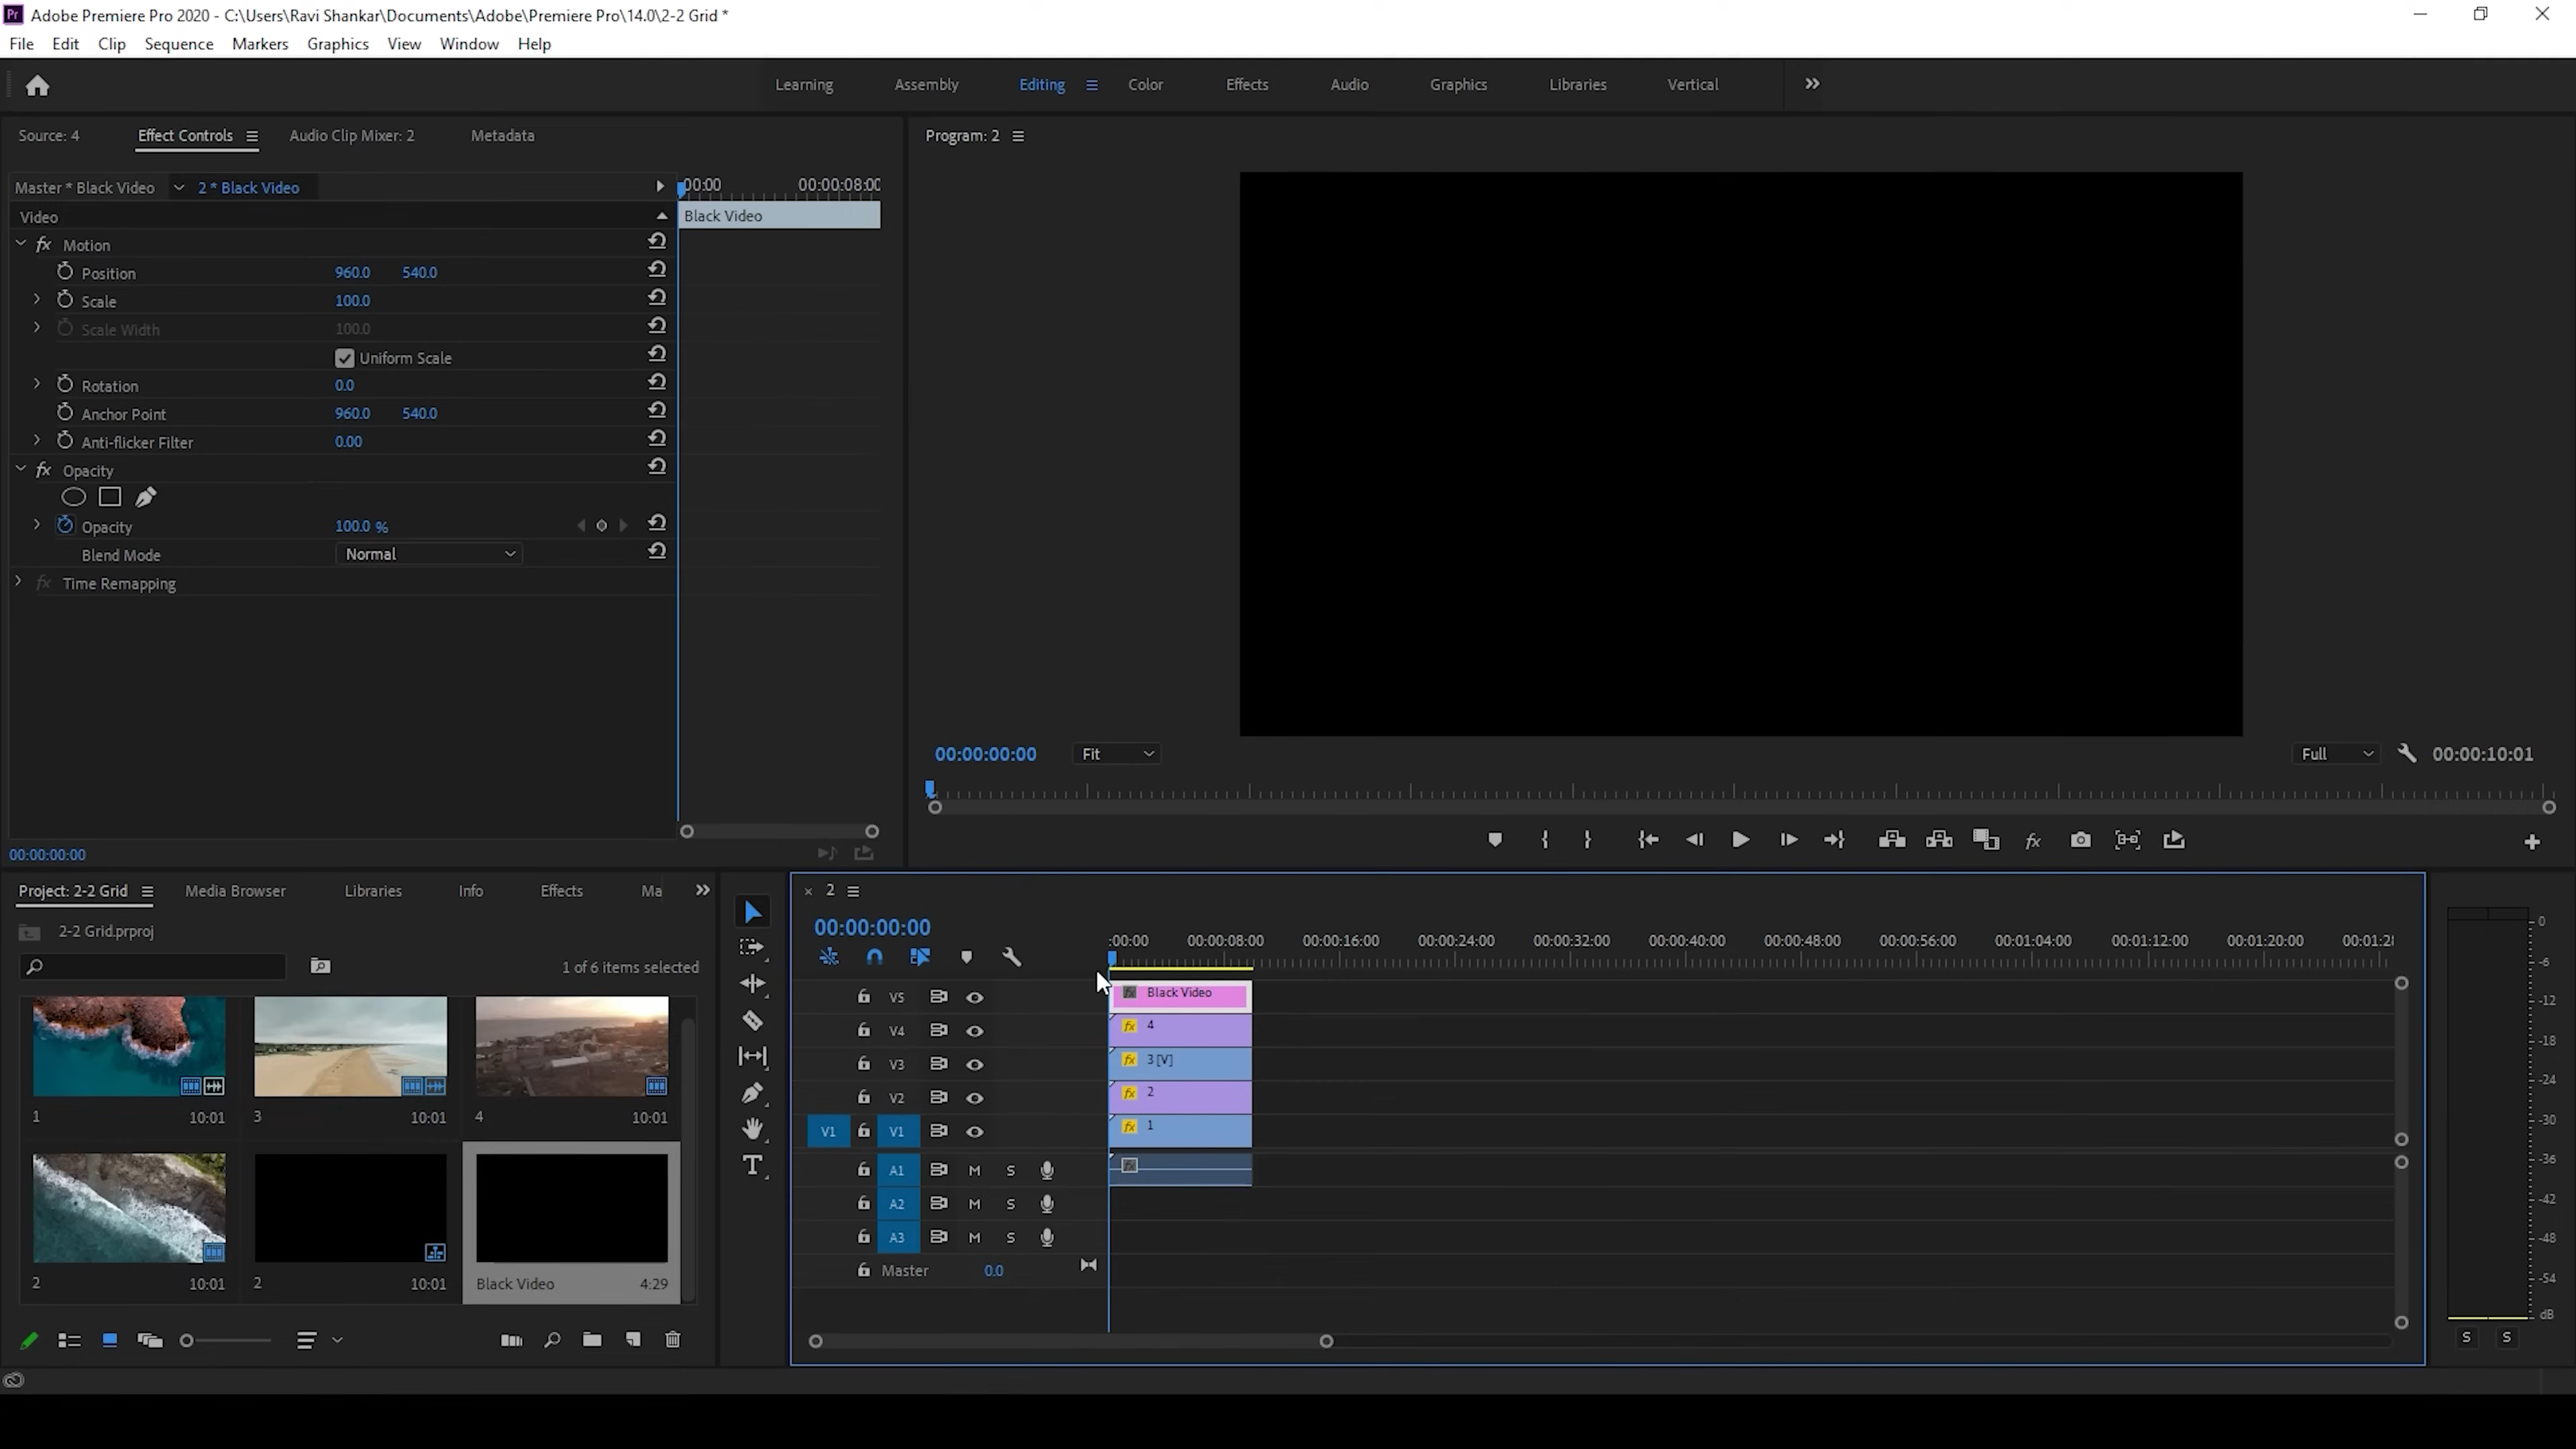 Adobe Premiere Pro 2020 - C:\Users\Ravi Shankar\Documents\Adobe\Premiere Pro\14.0\2-2 Grid *
File Edit Clip Sequence Markers Graphics View Window Help
Learning Assembly Editing Color Effects Audio Graphics Libraries Vertical
Source: 4 Effect Controls Audio Clip Mixer: 2 Metadata
Program: 2
Master * Black Video 2 * Black Video
:00:00 00:00:08:00
Video
Black Video
fx Motion
Position 960.0 540.0
Scale 100.0
Scale Width 100.0
Uniform Scale
Rotation 0.0
Anchor Point 960.0 540.0
Anti-flicker Filter 0.00
fx Opacity
Opacity 100.0 %
Blend Mode Normal
fx Time Remapping
00:00:00:00 Fit Full 00:00:10:01
00:00:00:00
Project: 2-2 Grid Media Browser Libraries Info Effects Ma
2-2 Grid.prproj
1 of 6 items selected
1 10:01
3 10:01
4 10:01
2 10:01
2 10:01
Black Video 4:29
2
00:00:00:00
:00:00 00:00:08:00 00:00:16:00 00:00:24:00 00:00:32:00 00:00:40:00 00:00:48:00 00:00:56:00 00:01:04:00 00:01:12:00 00:01:20:00 00:01:2
V5 fx Black Video
V4 fx 4
V3 fx 3 [V]
V2 fx 2
V1 V1 fx 1
A1 M S fx
A2 M S
A3 M S
Master 0.0
0
-6
-12
-18
-24
-30
-36
-42
-48
-54
dB
S S